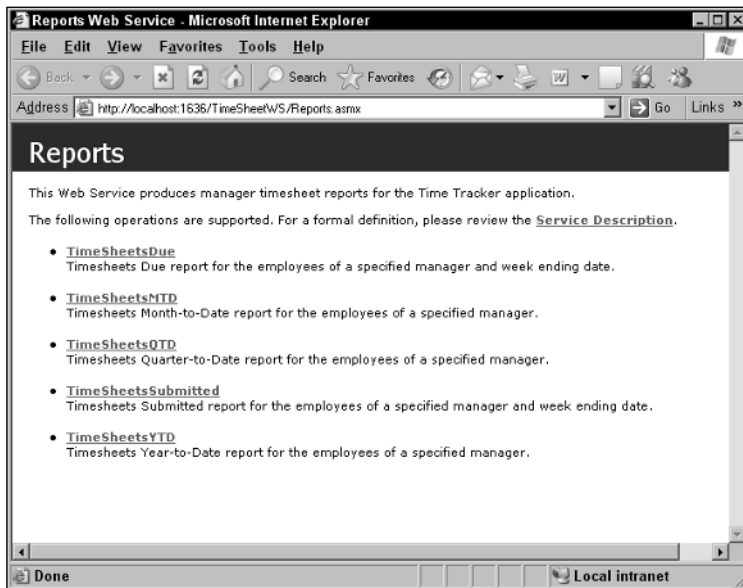 Reports Web Service - Microsoft Internet Explorer
File Edit View Favorites Tools Help
Back Search Favorites
Address http://localhost:1636/TimeSheetWS/Reports.asmx Go Links »
Reports
This Web Service produces manager timesheet reports for the Time Tracker application.
The following operations are supported. For a formal definition, please review the Service Description.
• TimeSheetsDue
Timesheets Due report for the employees of a specified manager and week ending date.
• TimeSheetsMTD
Timesheets Month-to-Date report for the employees of a specified manager.
• TimeSheetsQTD
Timesheets Quarter-to-Date report for the employees of a specified manager.
• TimeSheetsSubmitted
Timesheets Submitted report for the employees of a specified manager and week ending date.
• TimeSheetsYTD
Timesheets Year-to-Date report for the employees of a specified manager.
Done Local intranet